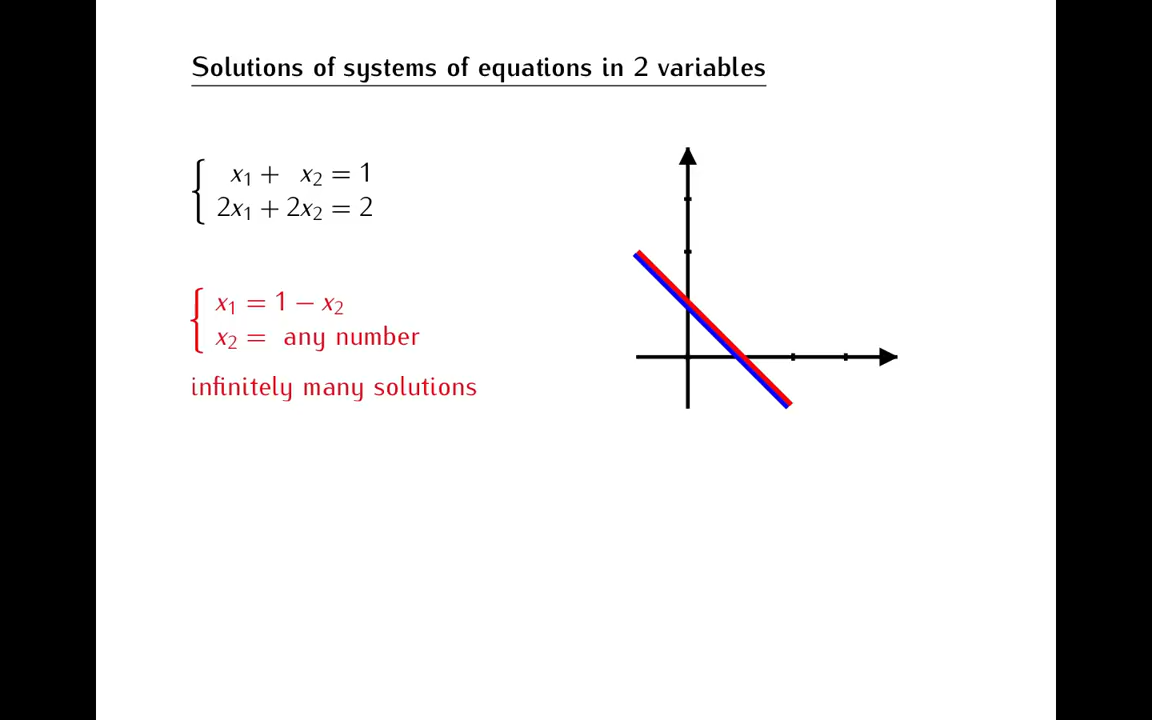 Solutions of systems of equations in 2 variables
x₁ + x₂ = 1
2x₁ + 2x₂ = 2
x₁ = 1 − x₂
x₂ = any number
infinitely many solutions